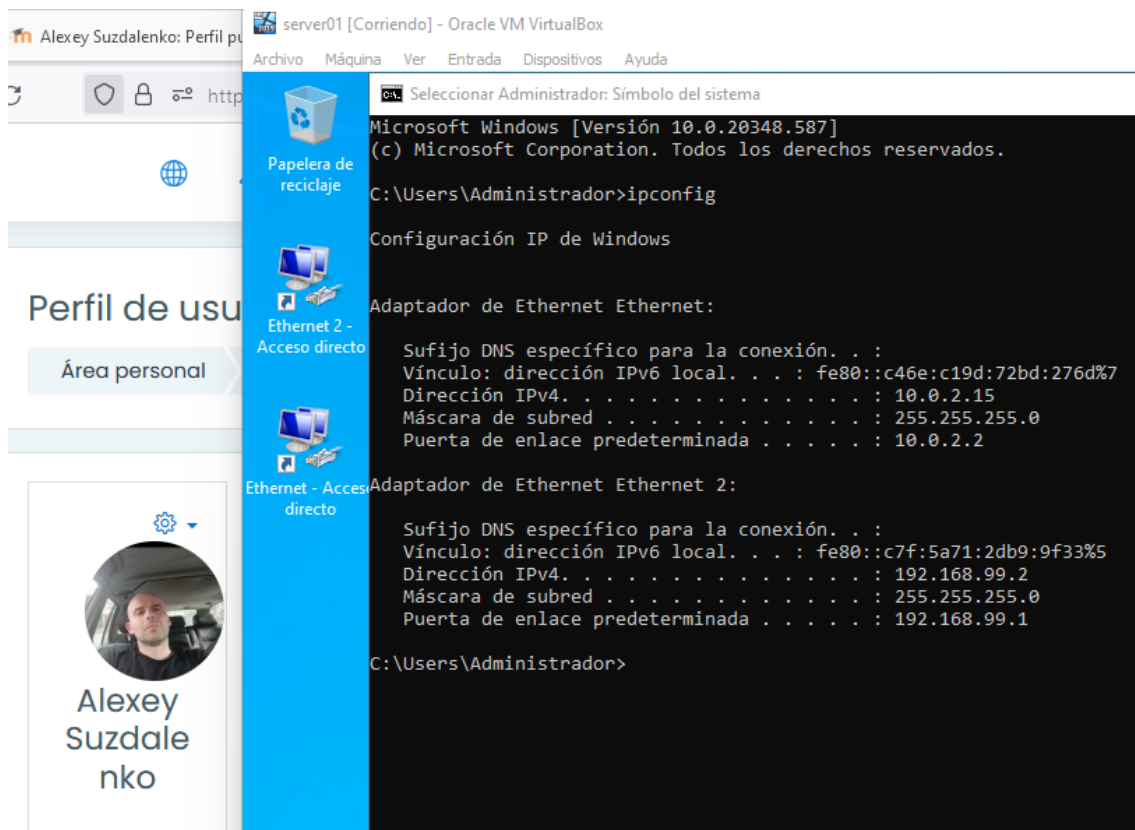 Alexey Suzdalenko: Perfil pú
http
Perfil de usu
Área personal
Alexey
Suzdale
nko
server01 [Corriendo] - Oracle VM VirtualBox
Archivo Máquina Ver Entrada Dispositivos Ayuda
Papelera de
reciclaje
Ethernet 2 -
Acceso directo
Ethernet - Acces
directo
Seleccionar Administrador: Símbolo del sistema
Microsoft Windows [Versión 10.0.20348.587]
(c) Microsoft Corporation. Todos los derechos reservados.
C:\Users\Administrador>ipconfig
Configuración IP de Windows
Adaptador de Ethernet Ethernet:
Sufijo DNS específico para la conexión. . :
Vínculo: dirección IPv6 local. . . : fe80::c46e:c19d:72bd:276d%7
Dirección IPv4. . . . . . . . . . . . . . : 10.0.2.15
Máscara de subred . . . . . . . . . . . . : 255.255.255.0
Puerta de enlace predeterminada . . . . . : 10.0.2.2
Adaptador de Ethernet Ethernet 2:
Sufijo DNS específico para la conexión. . :
Vínculo: dirección IPv6 local. . . : fe80::c7f:5a71:2db9:9f33%5
Dirección IPv4. . . . . . . . . . . . . . : 192.168.99.2
Máscara de subred . . . . . . . . . . . . : 255.255.255.0
Puerta de enlace predeterminada . . . . . : 192.168.99.1
C:\Users\Administrador>